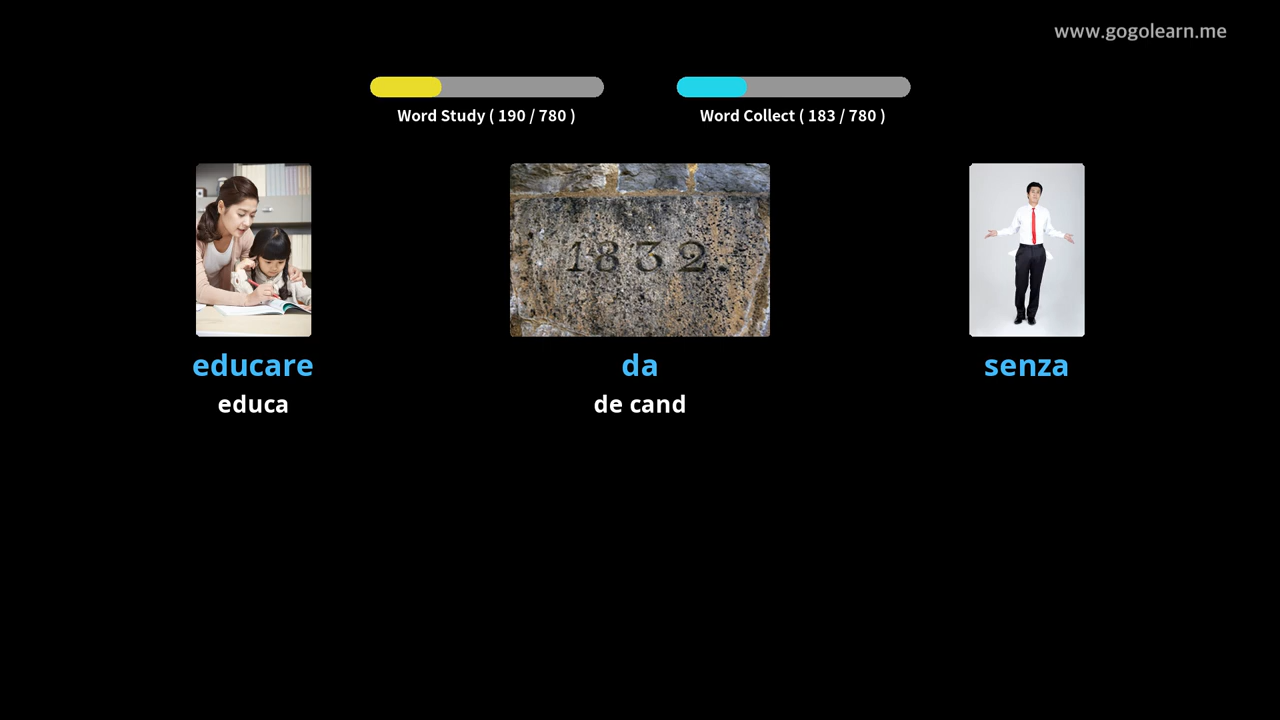 www.gogolearn.me
Word Study ( 190 / 780 )
Word Collect ( 183 / 780 )
1832.
educare
da
senza
educa
de cand